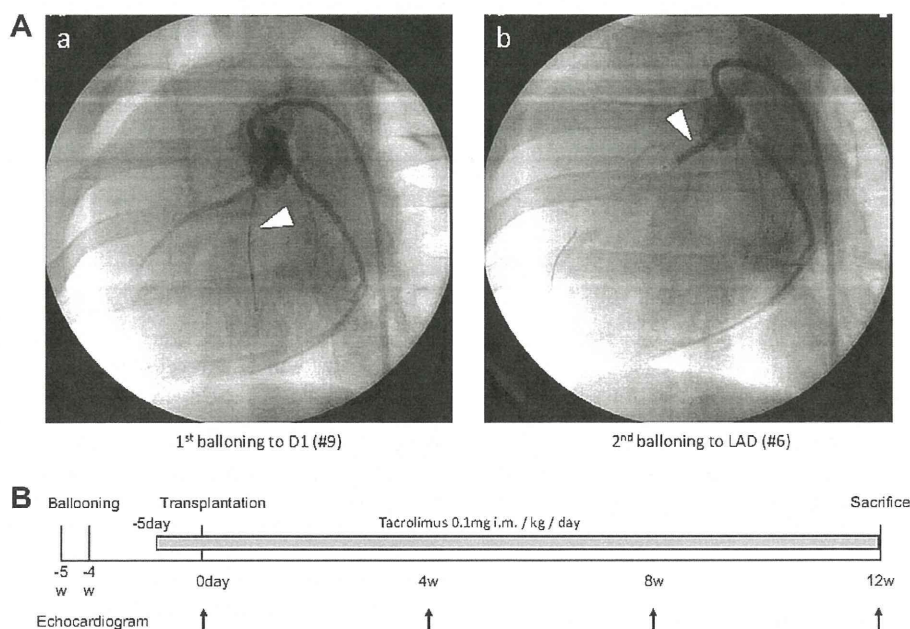 A
a
b
1st balloning to D1 (#9)
2nd balloning to LAD (#6)
B
Ballooning
Transplantation
Sacrifice
-5day
Tacrolimus 0.1mg i.m. / kg / day
-5
w
-4
w
0day
4w
8w
12w
Echocardiogram